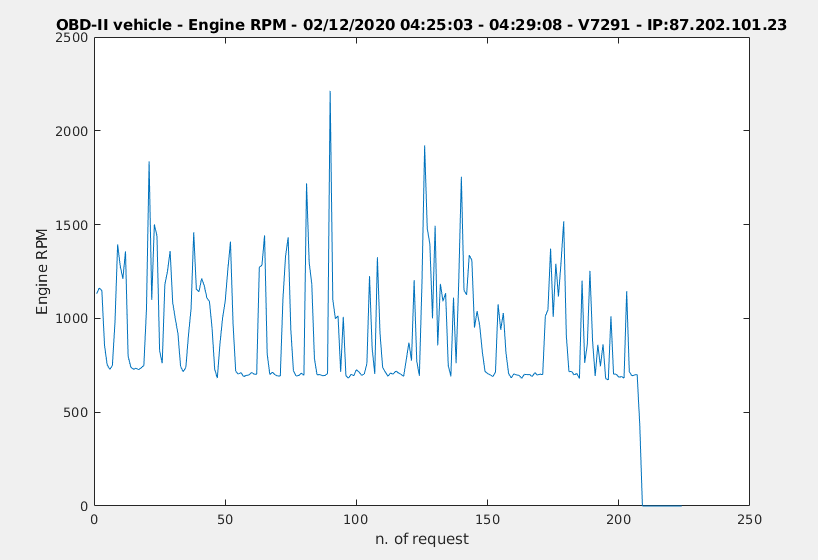 OBD-II vehicle - Engine RPM - 02/12/2020 04:25:03 - 04:29:08 - V7291 - IP:87.202.101.23
2500
2000
1500
1000
500
0
Engine RPM
0 50 100 150 200 250
n. of request